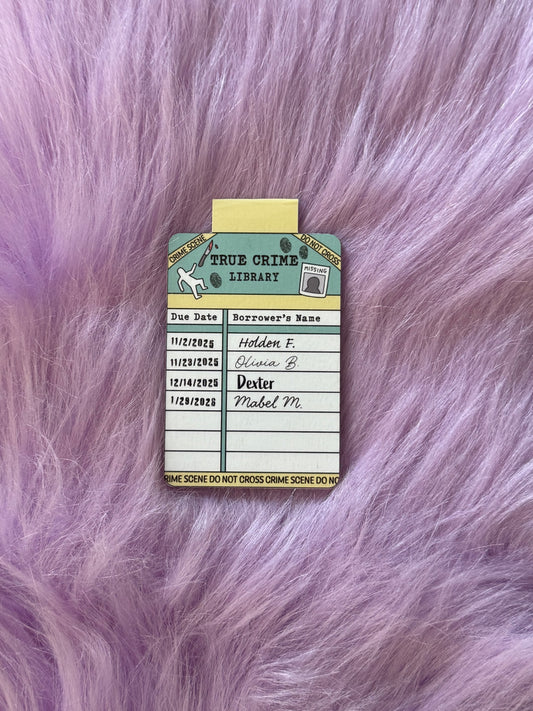 CRIME SCENE
DO NOT CROSS
TRUE CRIME
LIBRARY
MISSING
Due Date Borrower's Name
11/2/2025 Holden F.
11/23/2025 Olivia B.
12/14/2025 Dexter
1/29/2026 Mabel M.
RIME SCENE DO NOT CROSS CRIME SCENE DO NO